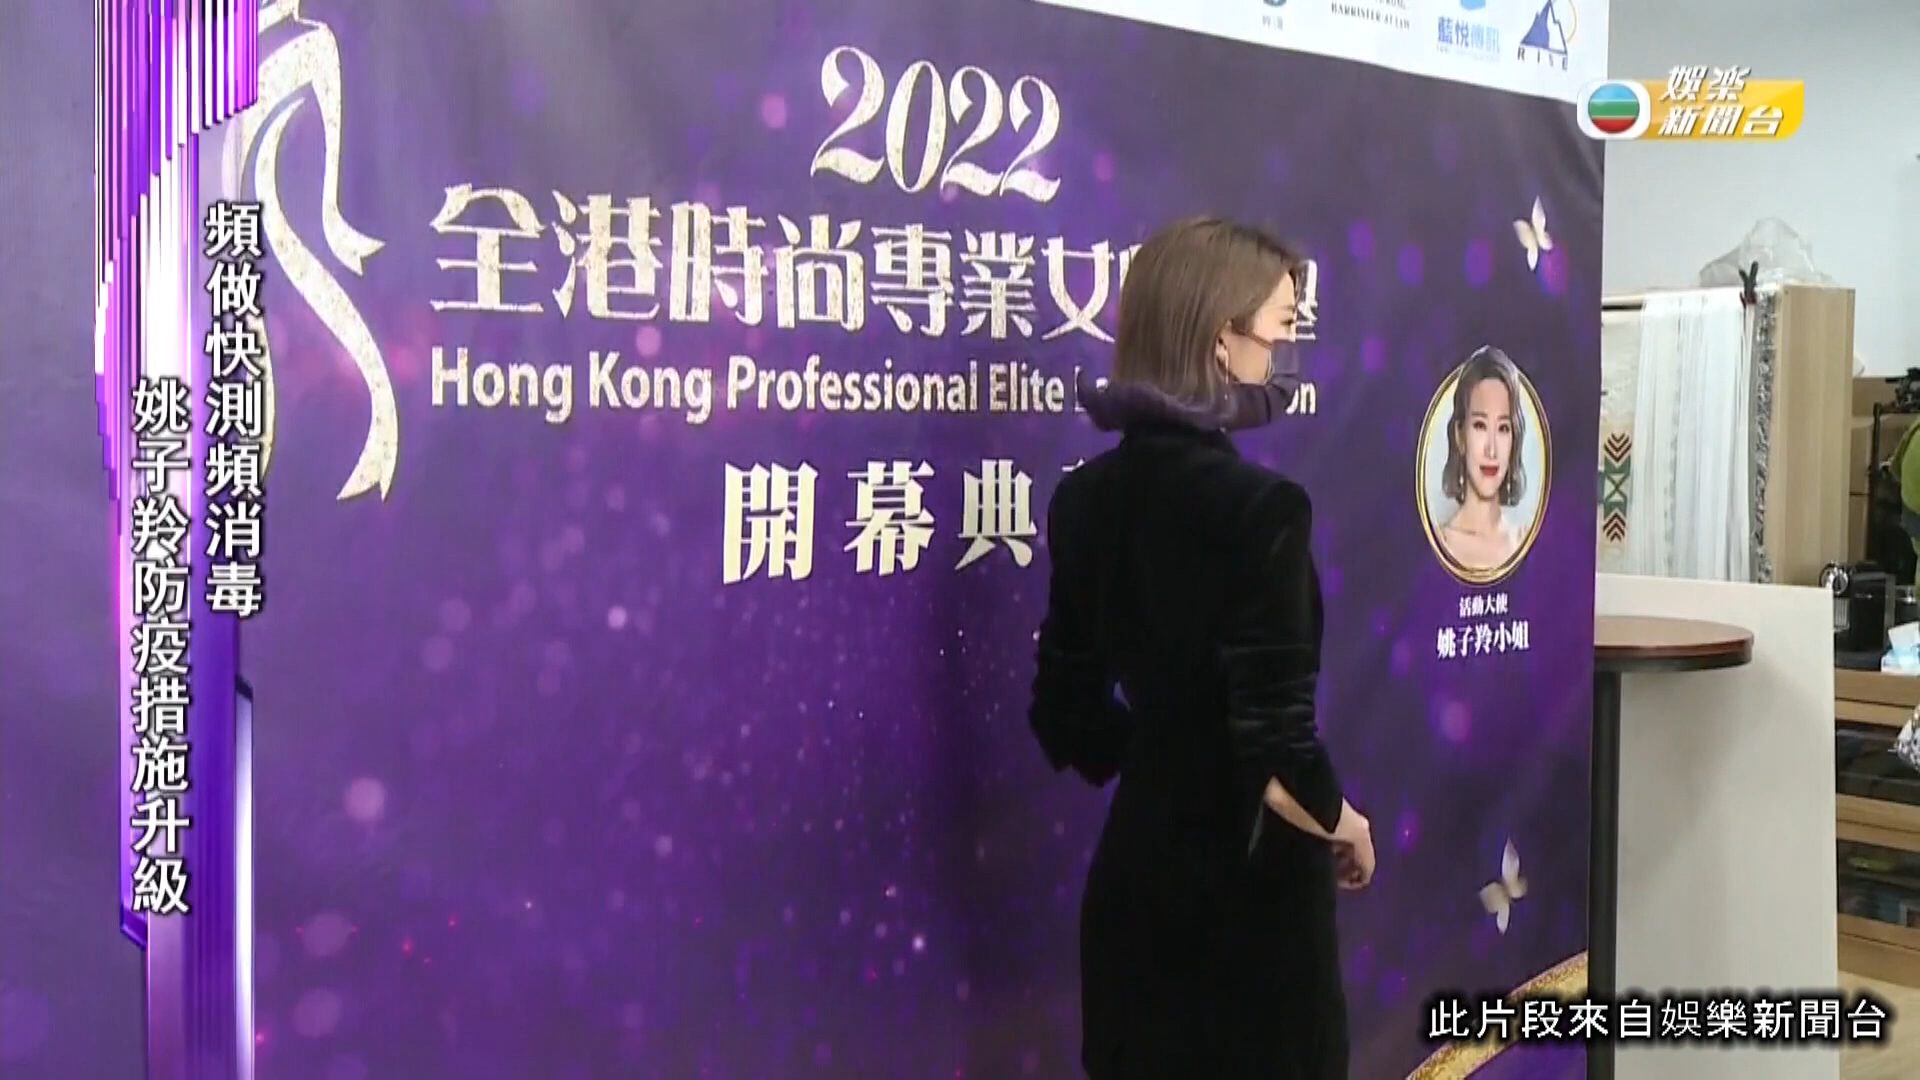 頻做快測頻消毒
姚子羚防疫措施升級
BARRISTER-AT-LAW
藍悅傳訊
RISE
娛樂
新聞台
2022
全港時尚專業女
Hong Kong Professional Elite
開幕典
活動大使
姚子羚小姐
此片段來自娛樂新聞台